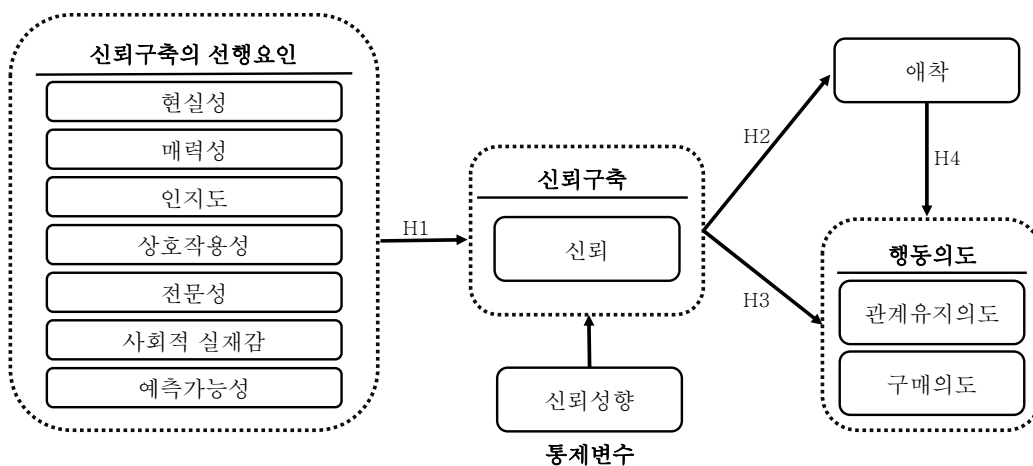 신뢰구축의 선행요인
현실성
매력성
인지도
상호작용성
전문성
사회적 실재감
예측가능성
H1
신뢰구축
신뢰
신뢰성향
통제변수
H2
H3
애착
H4
행동의도
관계유지의도
구매의도